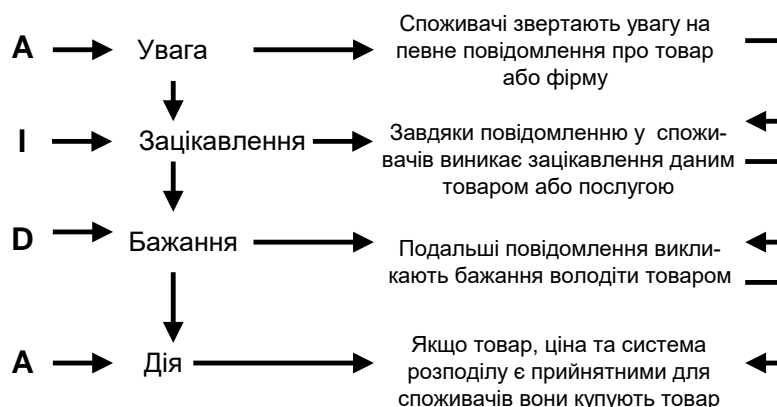 A
Увага
Споживачі звертають увагу на
певне повідомлення про товар
або фірму
I
Зацікавлення
Завдяки повідомленню у спожи-
вачів виникає зацікавлення даним
товаром або послугою
D
Бажання
Подальші повідомлення викли-
кають бажання володіти товаром
A
Дія
Якщо товар, ціна та система
розподілу є прийнятними для
споживачів вони купують товар